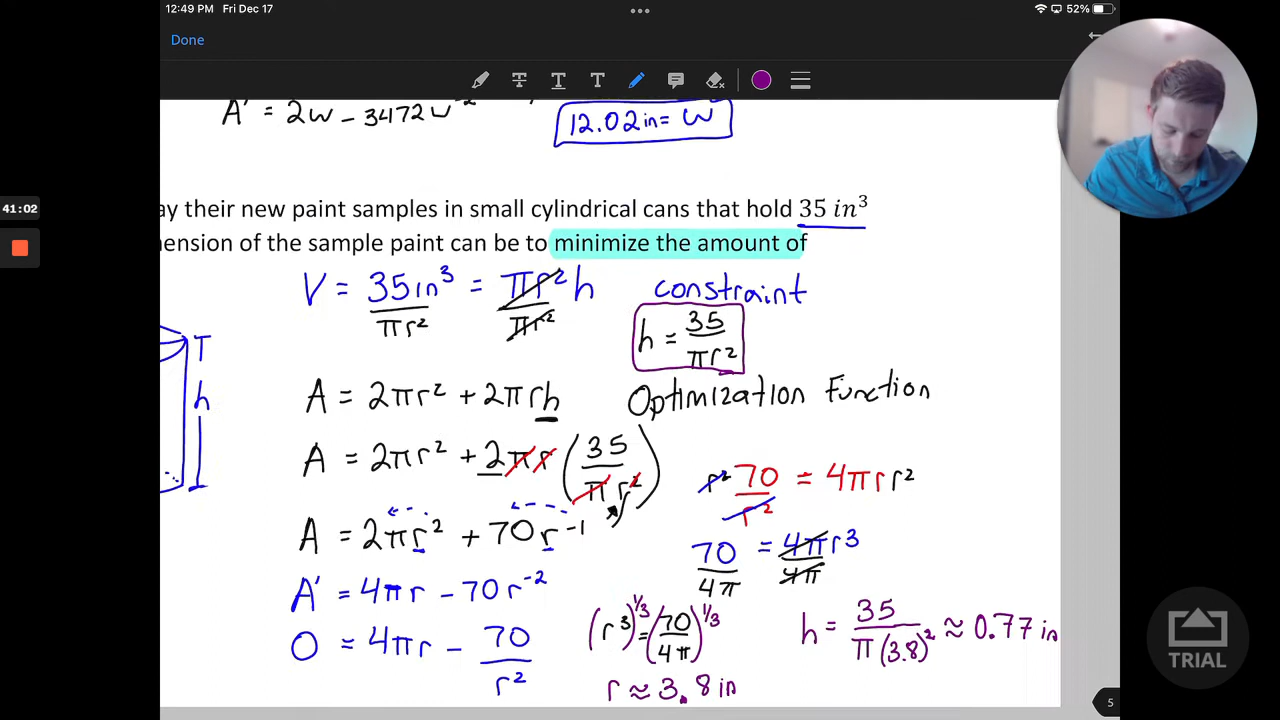 12:49 PM Fri Dec 17
52%
Done
41:02
A' = 2w - 3472w⁻²
12.02in = w
ay their new paint samples in small cylindrical cans that hold 35 in³
nension of the sample paint can be to minimize the amount of
V = 35in³/πr² = πr²h/πr²
constraint
h = 35/πr²
T
h
A = 2πr² + 2πrh
Optimization Function
A = 2πr² + 2πr (35/πr²)
r² 70/r² = 4πr r²
A = 2πr² + 70r⁻¹
70/4π = 4πr³/4π
A' = 4πr - 70r⁻²
0 = 4πr - 70/r²
(r³)^1/3 = (70/4π)^1/3
h = 35/π(3.8)² ≈ 0.77 in
r ≈ 3.8 in
TRIAL
5